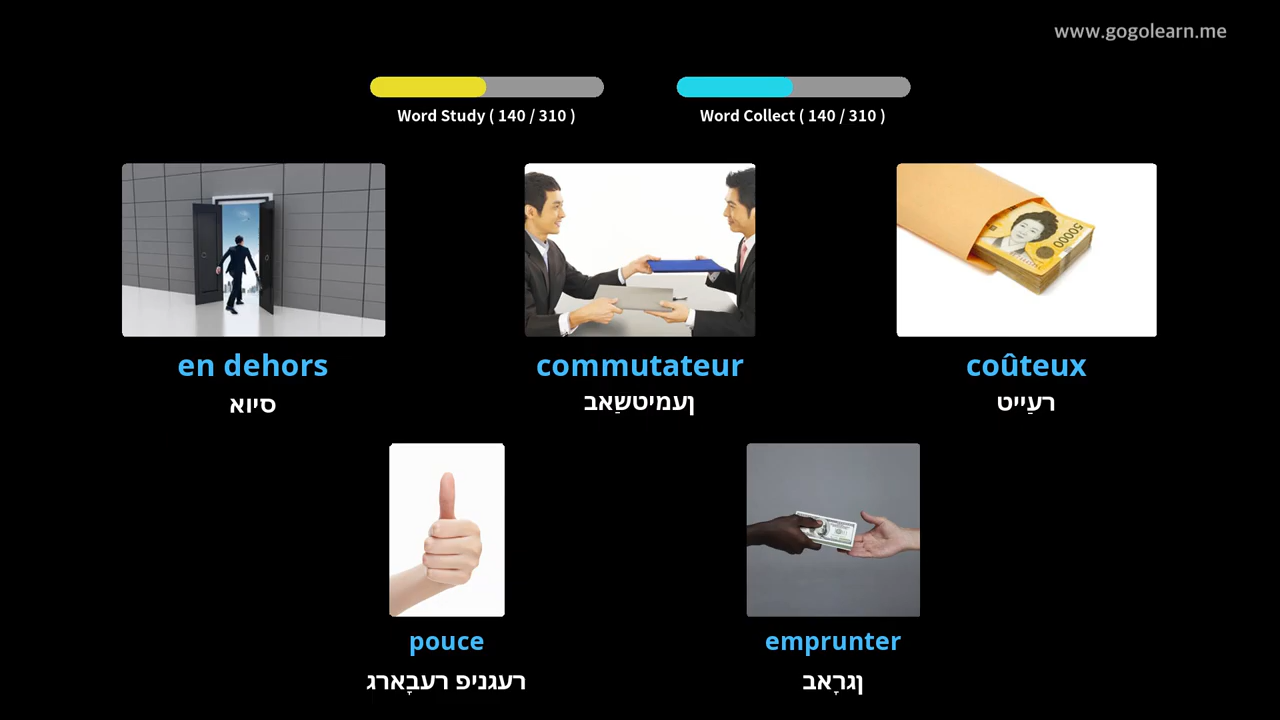 www.gogolearn.me
Word Study ( 140 / 310 )
Word Collect ( 140 / 310 )
en dehors
סיוא
commutateur
ןעמיטשַאב
coûteux
רעַייט
pouce
רעגניפ רעבָארג
emprunter
ןגרָאב